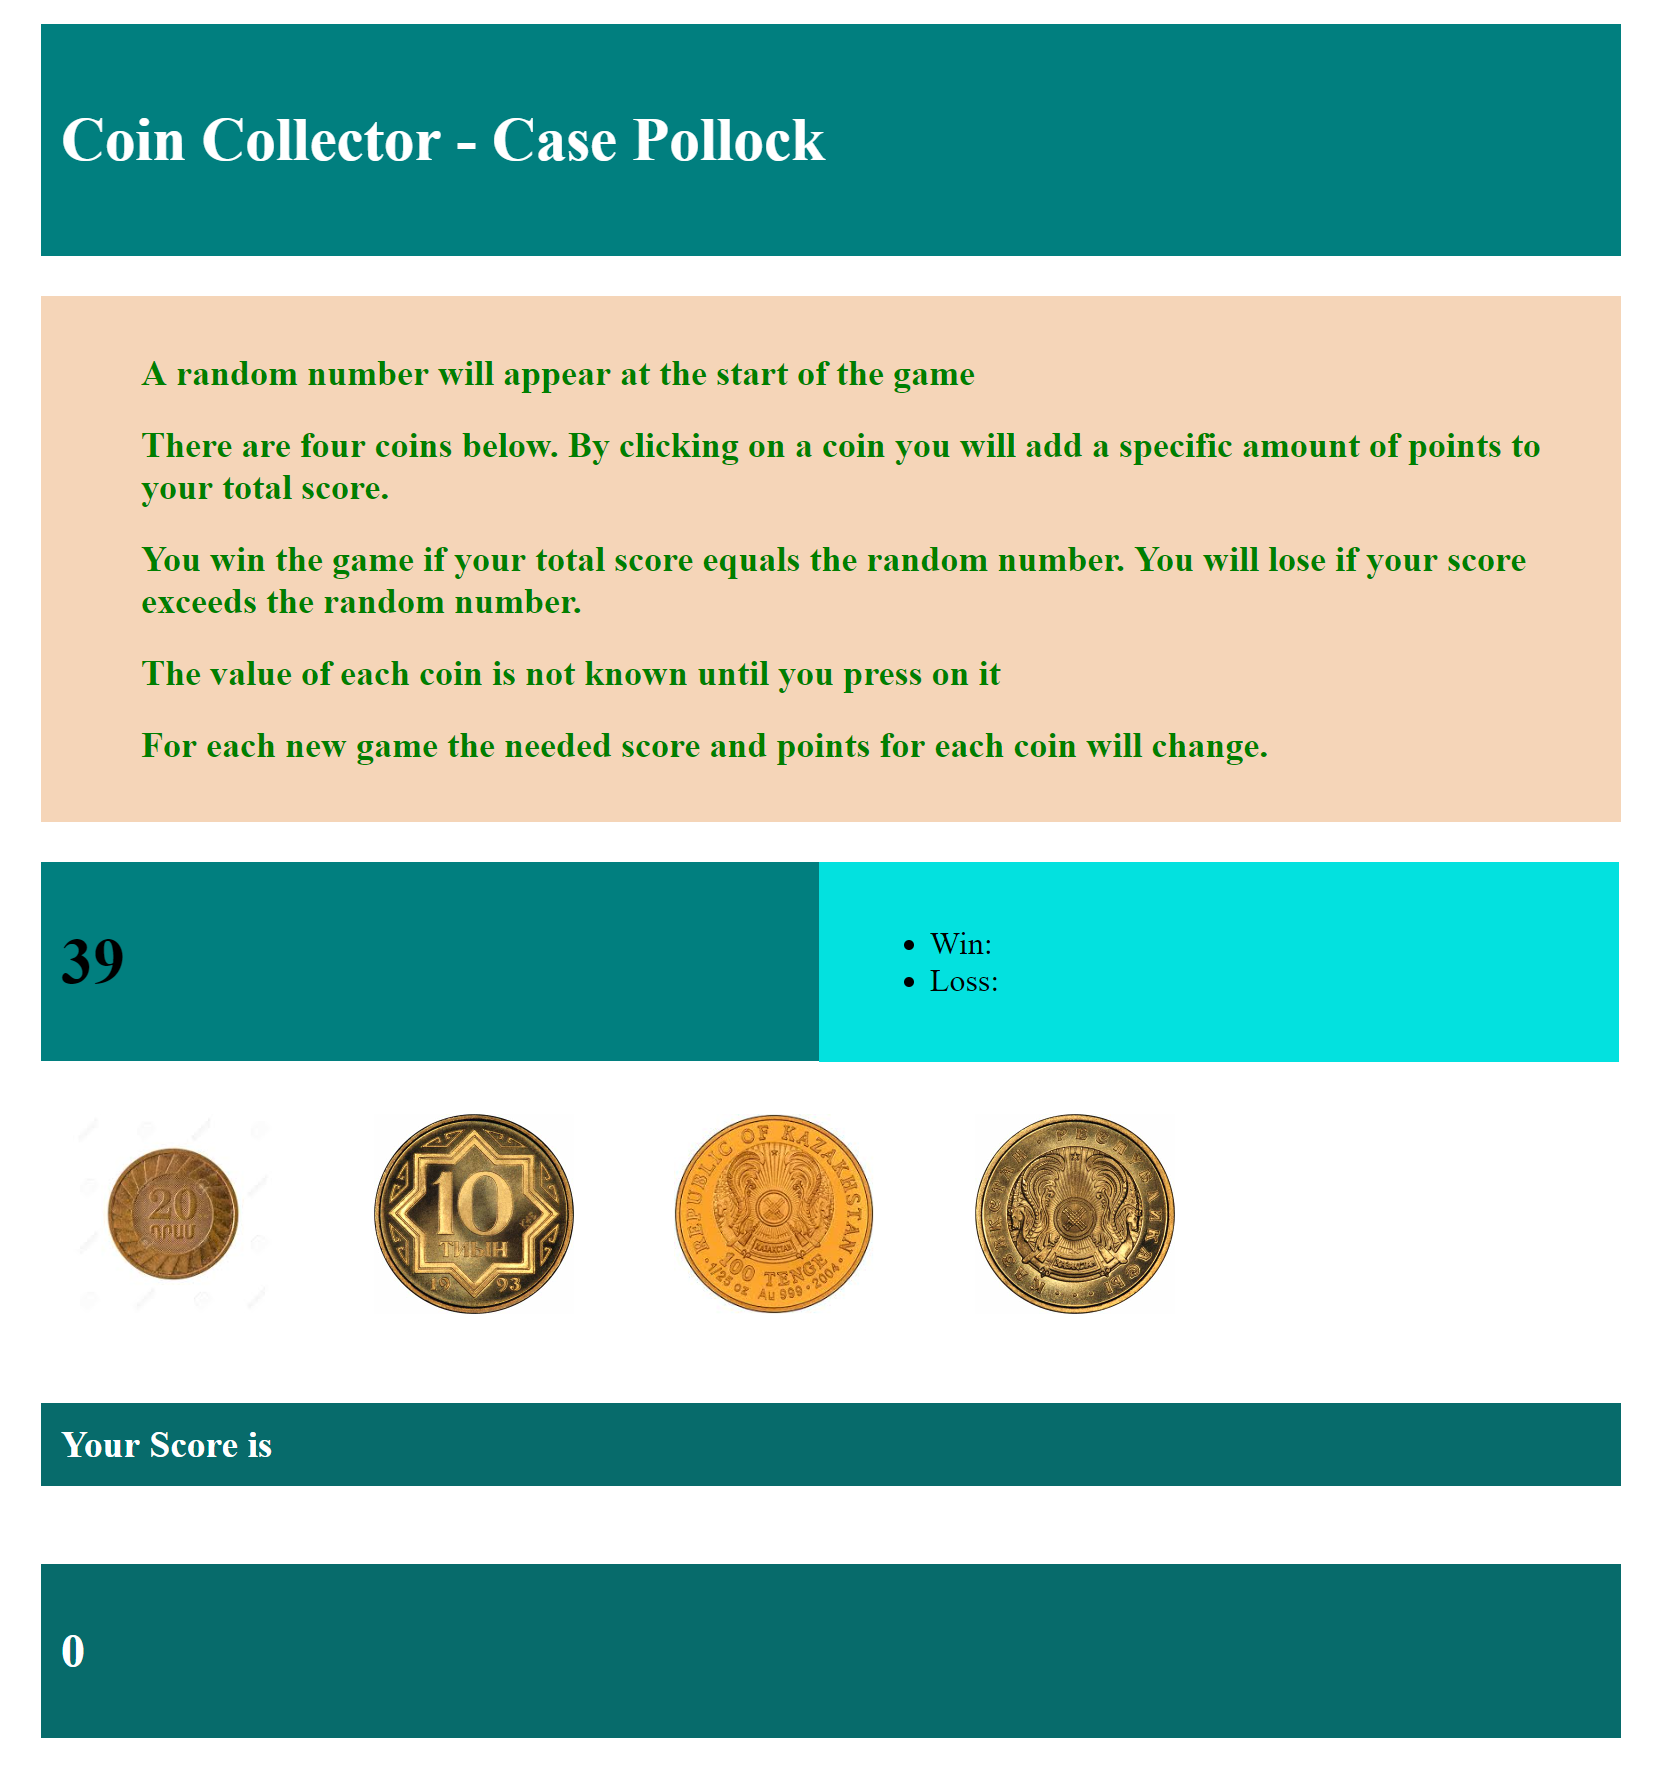 Coin Collector - Case Pollock
A random number will appear at the start of the game
There are four coins below. By clicking on a coin you will add a specific amount of points to
your total score.
You win the game if your total score equals the random number. You will lose if your score
exceeds the random number.
The value of each coin is not known until you press on it
For each new game the needed score and points for each coin will change.
39
Win:
Loss:
20
ԴՐԱՄ
10
ТИЫН
19 93
REPUBLIC OF KAZAKHSTAN
100 TENGE
1/25 oz Au 999 · 2004
ҚАЗАҚСТАН РЕСПУБЛИКАСЫ
Your Score is
0